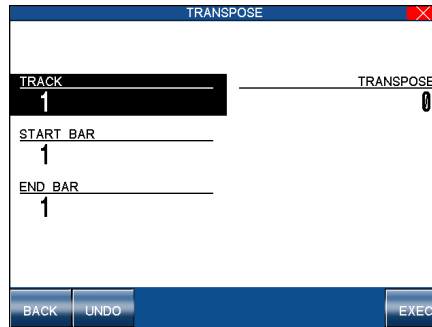 TRANSPOSE
TRACK
1
TRANSPOSE
0
START BAR
1
END BAR
1
BACK
UNDO
EXEC